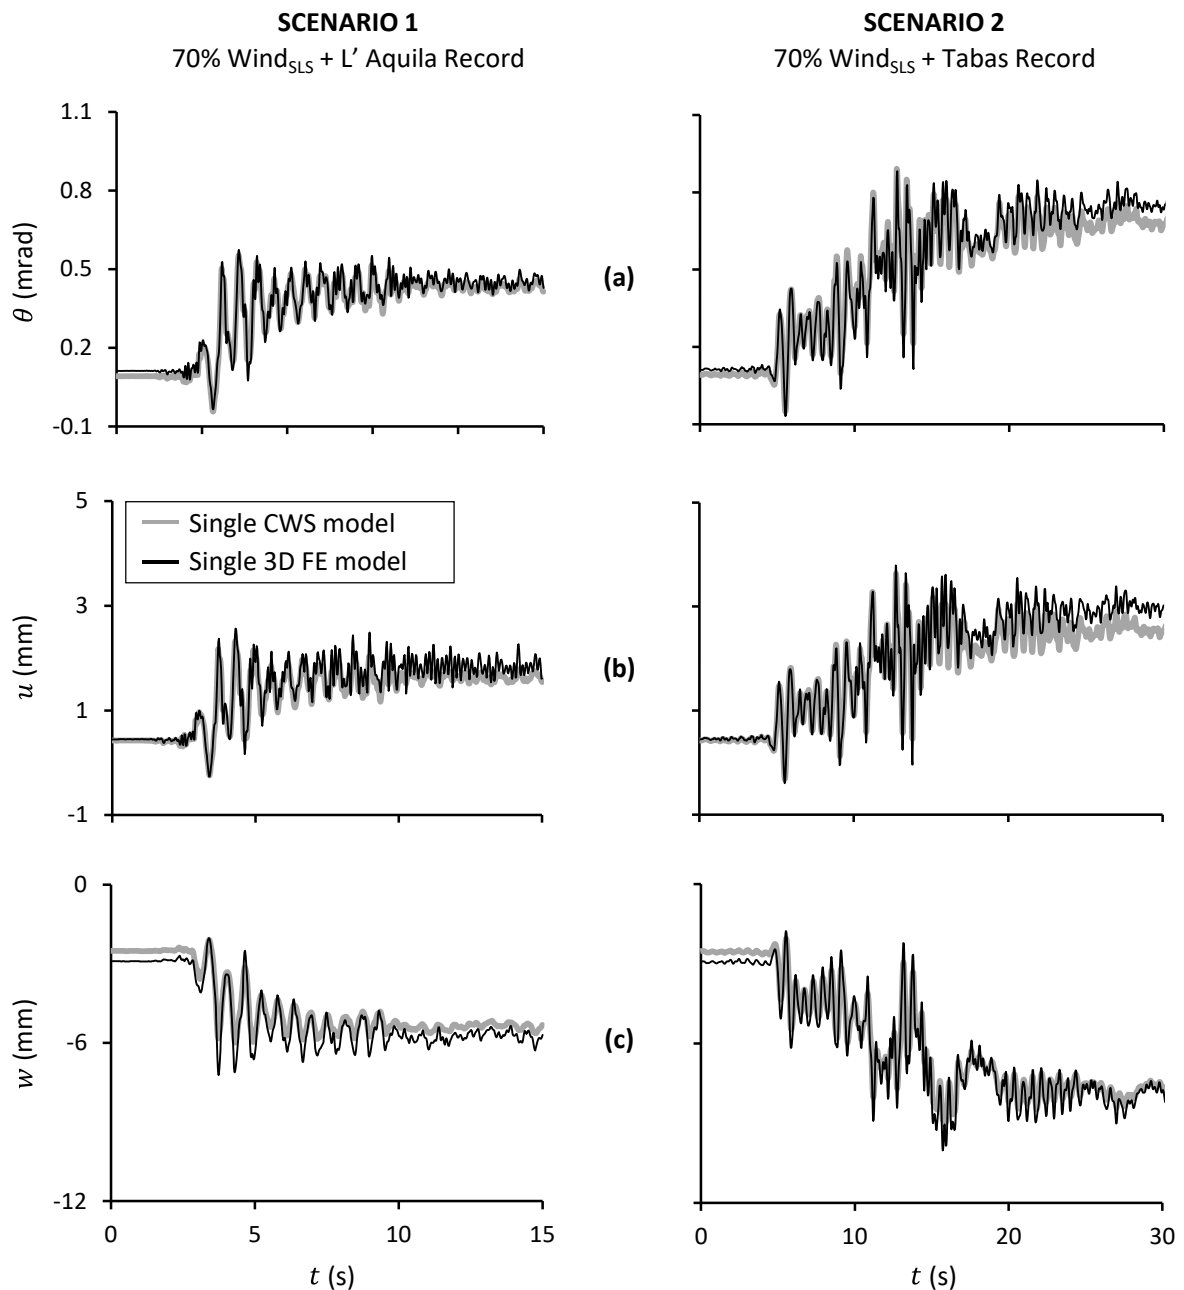 SCENARIO 1
70% WindSLS + L’ Aquila Record
SCENARIO 2
70% WindSLS + Tabas Record
1.1
0.8
0.5
0.2
-0.1
θ (mrad)
(a)
5
3
1
-1
u (mm)
Single CWS model
Single 3D FE model
(b)
0
-6
-12
w (mm)
(c)
0 5 10 15
t (s)
0 10 20 30
t (s)